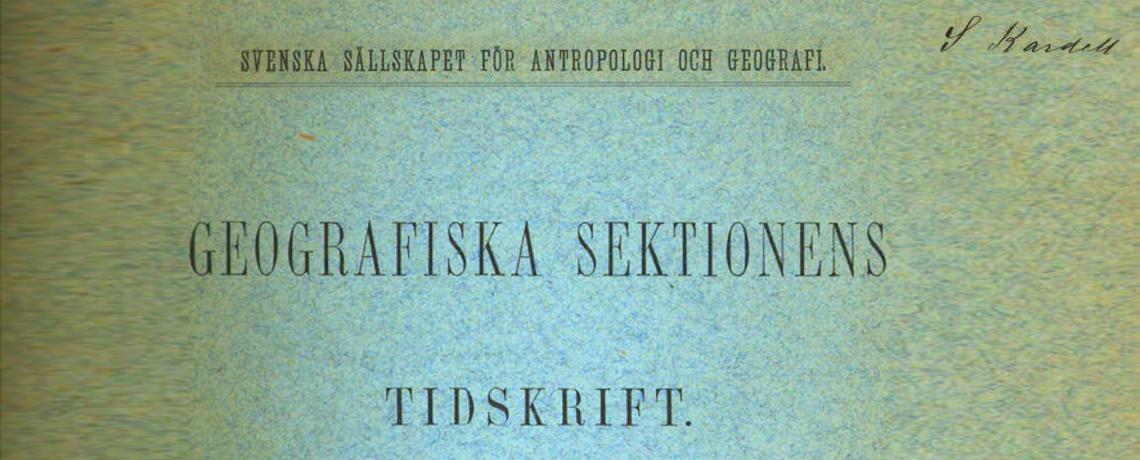 S Kardell
SVENSKA SÄLLSKAPET FÖR ANTROPOLOGI OCH GEOGRAFI.
GEOGRAFISKA SEKTIONENS
TIDSKRIFT.